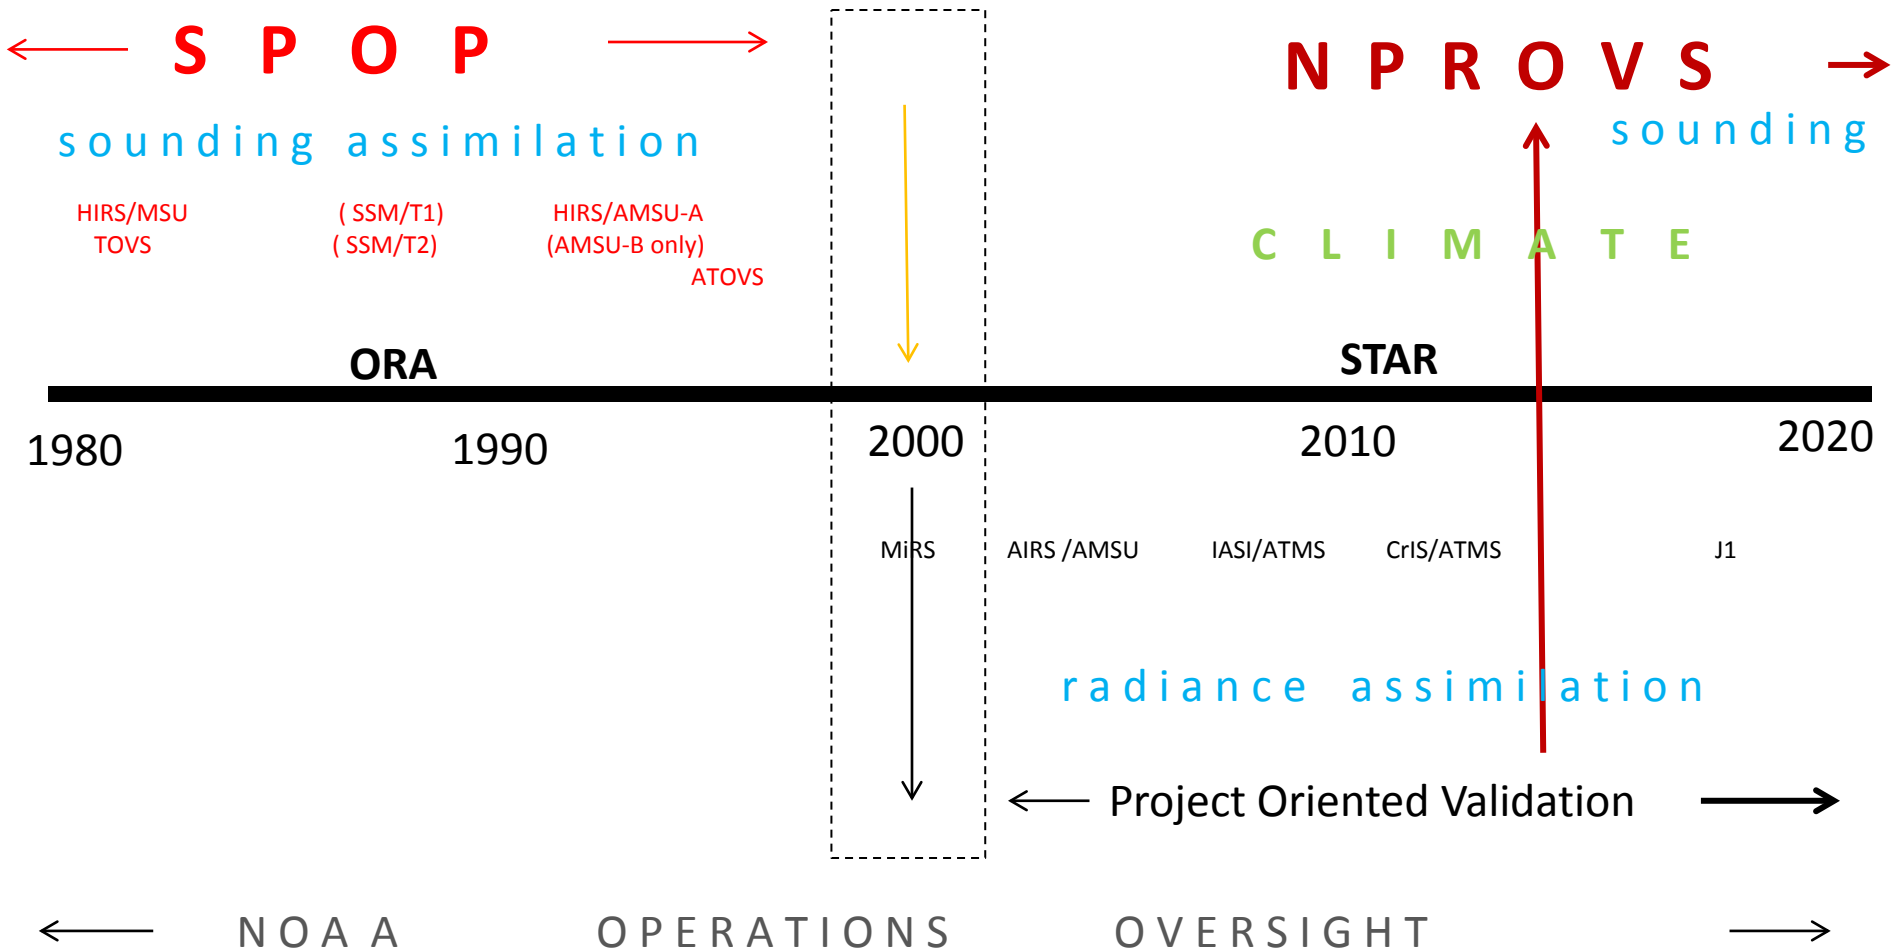 S P O P
N P R O V S
sounding assimilation
sounding
HIRS/MSU
TOVS
( SSM/T1)
( SSM/T2)
HIRS/AMSU-A
(AMSU-B only)
ATOVS
C L I M A T E
ORA
STAR
1980
1990
2000
2010
2020
MiRS
AIRS /AMSU
IASI/ATMS
CrIS/ATMS
J1
radiance assimilation
Project Oriented Validation
NOA A OPERATIONS OVERSIGHT